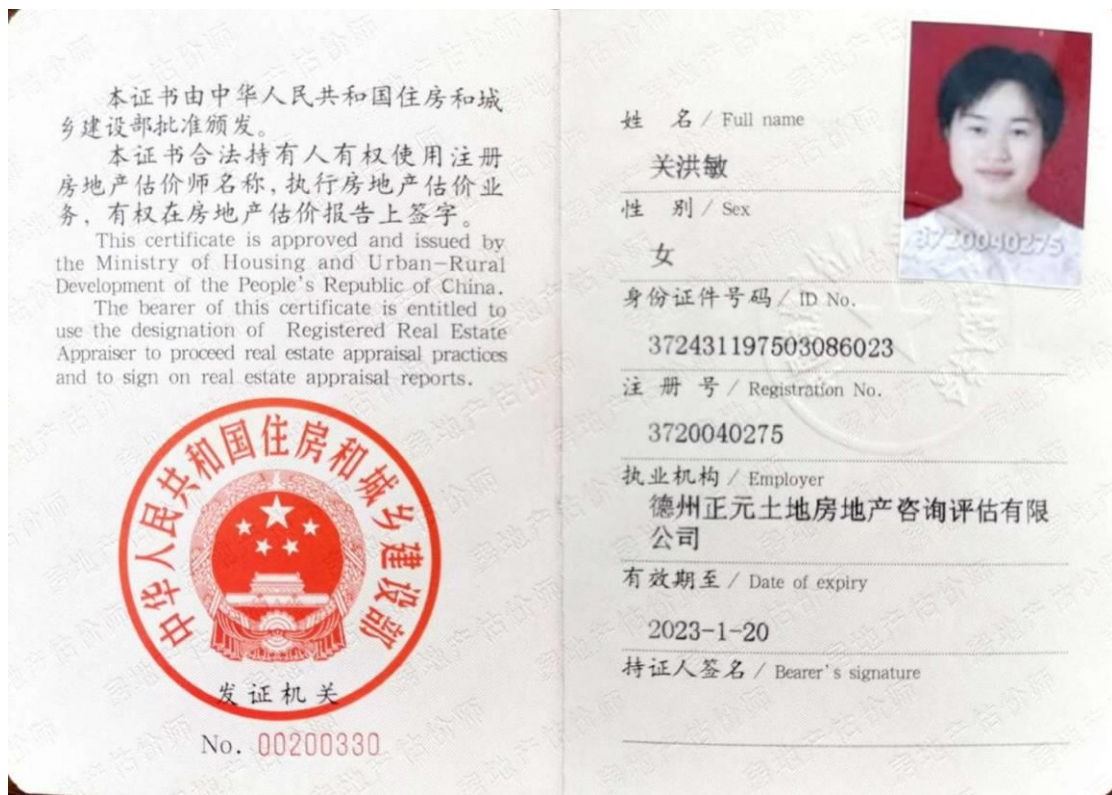 本证书由中华人民共和国住房和城
乡建设部批准颁发。
本证书合法持有人有权使用注册
房地产估价师名称,执行房地产估价业
务,有权在房地产估价报告上签字。
This certificate is approved and issued by
the Ministry of Housing and Urban-Rural
Development of the People's Republic of China.
The bearer of this certificate is entitled to
use the designation of Registered Real Estate
Appraiser to proceed real estate appraisal practices
and to sign on real estate appraisal reports.
中华人民共和国住房和城乡建设部
发证机关
No. 00200330
姓 名 / Full name
关洪敏
性 别 / Sex
女
身份证件号码 / ID No.
372431197503086023
注 册 号 / Registration No.
3720040275
执业机构 / Employer
德州正元土地房地产咨询评估有限
公司
有效期至 / Date of expiry
2023-1-20
持证人签名 / Bearer's signature
3720040275